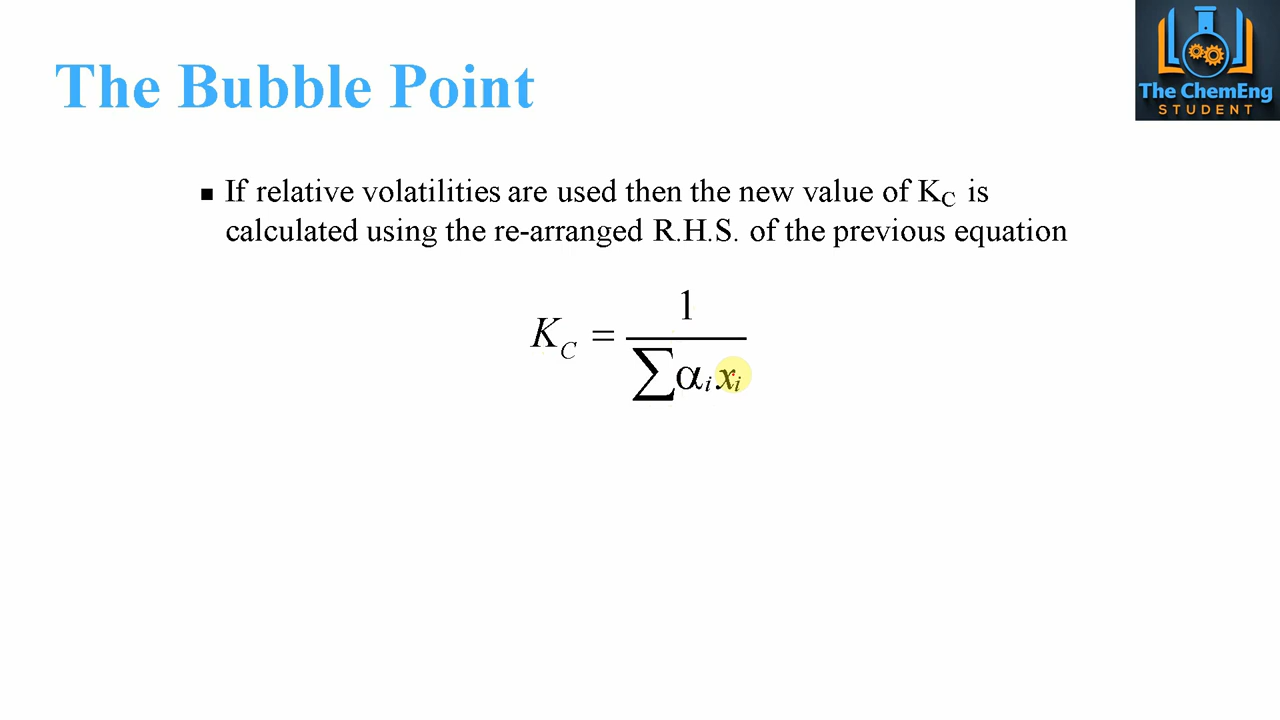 The Bubble Point
The ChemEng
STUDENT
▪ If relative volatilities are used then the new value of K_C is
calculated using the re-arranged R.H.S. of the previous equation
K_C = 1 / ∑ α_i x_i